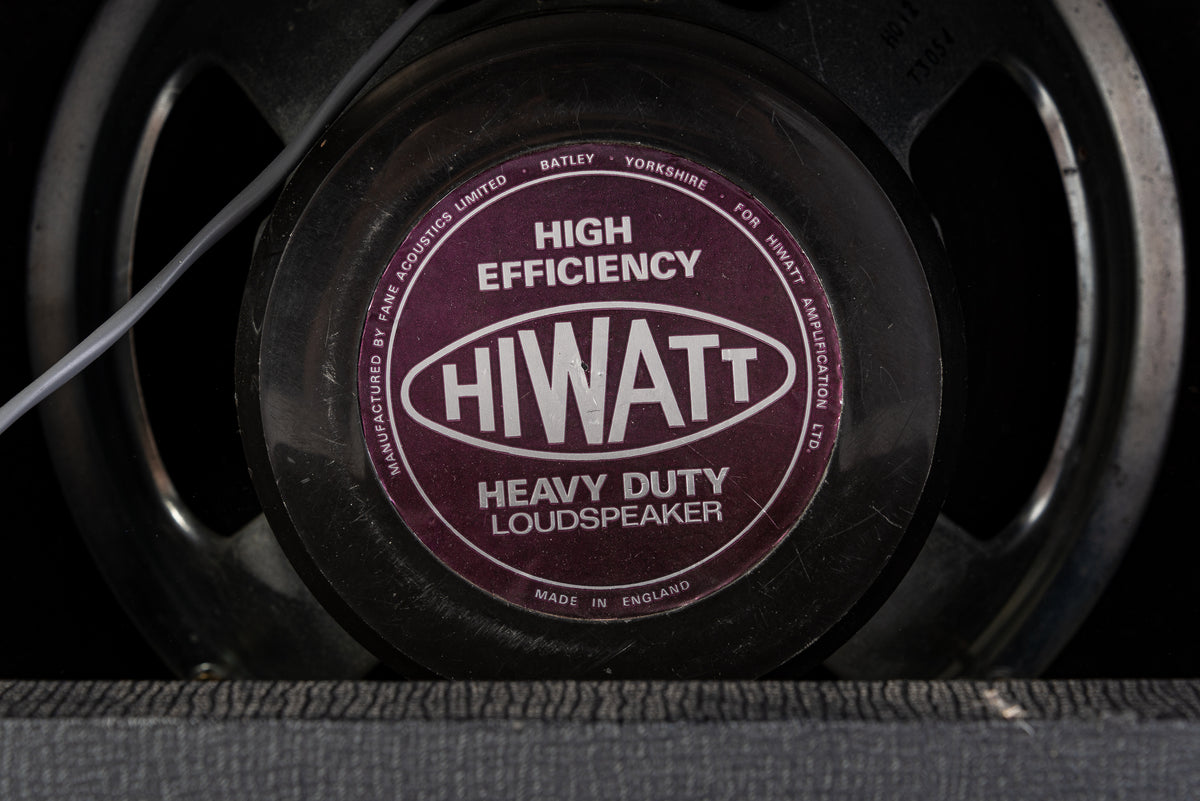 MANUFACTURED BY FANE ACOUSTICS LIMITED · BATLEY · YORKSHIRE · FOR HIWATT AMPLIFICATION LTD.
HIGH
EFFICIENCY
HIWATT
HEAVY DUTY
LOUDSPEAKER
MADE IN ENGLAND